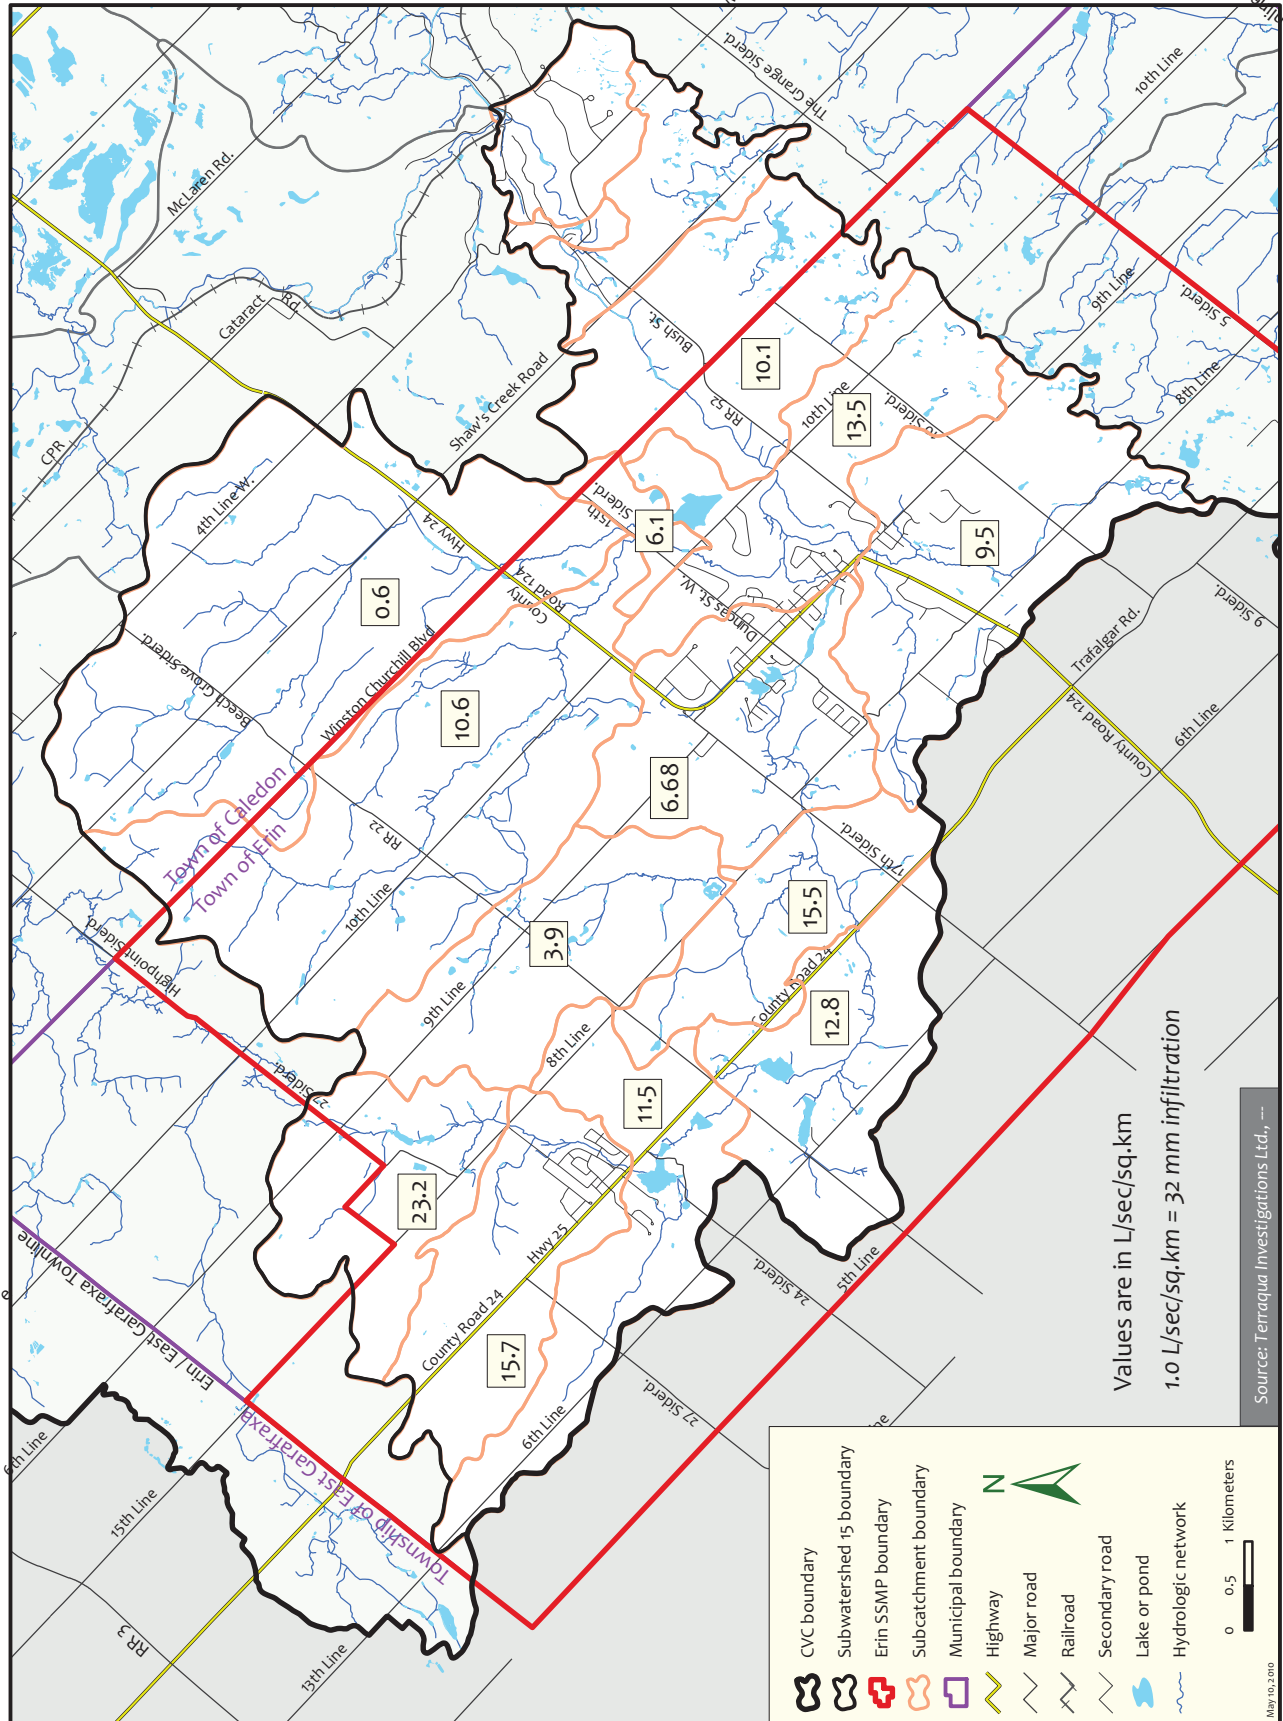 McLaren Rd.
The Grange Siderd.
10th Line
Cataract
Rd
CPR
4th Line W.
Shaw's Creek Road
Bush St.
RR 52
10.1
10th Line
13.5
10 Siderd.
9th Line
5 Siderd.
8th Line
Hwy 24
15th
Siderd.
6.1
0.6
County
Road 124
Winston Churchill Blvd
Beech Grove Siderd.
10.6
Duncas St. W.
9.5
9 Siderd.
Trafalgar Rd.
County Road 124
6th Line
Town of Caledon
Town of Erin
RR 22
10th Line
6.68
17th Siderd.
15.5
3.9
Highpoint Siderd.
9th Line
8th Line
County Road 24
12.8
27 Siderd.
11.5
23.2
Hwy 25
County Road 24
15.7
24 Siderd.
5th Line
27 Siderd.
6th Line
Erin / East Garafraxa Townline
Township of East Garafraxa
6th Line
15th Line
13th Line
RR 3
Values are in L/sec/sq.km
1.0 L/sec/sq.km = 32 mm infiltration
Source: Terraqua Investigations Ltd., ---
CVC boundary
Subwatershed 15 boundary
Erin SSMP boundary
Subcatchment boundary
Municipal boundary
Highway
Major road
Railroad
Secondary road
Lake or pond
Hydrologic network
N
0 0.5 1 Kilometers
May 10, 2010